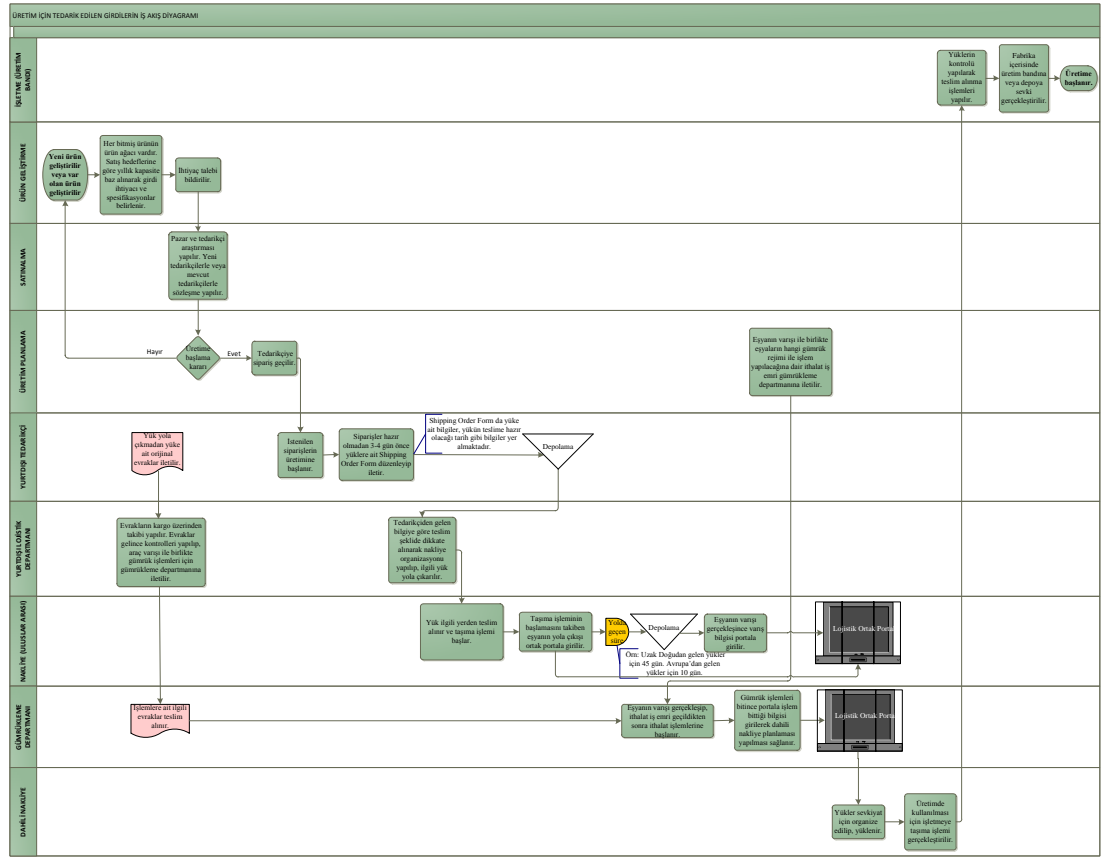 ÜRETİM İÇİN TEDARİK EDİLEN GİRDİLERİN İŞ AKIŞ DİYAGRAMI
İŞLETME (ÜRETİM
BANDI)
Yüklerin
kontrolü
yapılarak
teslim alınma
işlemleri
yapılır.
Fabrika
içerisinde
üretim bandına
veya depoya
sevki
gerçekleştirilir.
Üretime
başlanır.
ÜRÜN GELİŞTİRME
Yeni ürün
geliştirilir
veya var
olan ürün
geliştirilir
Her bitmiş ürünün
ürün ağacı vardır.
Satış hedeflerine
göre yıllık kapasite
baz alınarak girdi
ihtiyacı ve
spesifikasyonlar
belirlenir.
İhtiyaç talebi
bildirilir.
SATINALMA
Pazar ve tedarikçi
araştırması
yapılır. Yeni
tedarikçilerle veya
mevcut
tedarikçilerle
sözleşme yapılır.
ÜRETİM PLANLAMA
Hayır
Üretime
başlama
kararı
Evet
Tedarikçiye
sipariş geçilir.
Eşyanın varışı ile birlikte
eşyaların hangi gümrük
rejimi ile işlem
yapılacağına dair ithalat iş
emri gümrükleme
departmanına iletilir.
YURTDIŞI TEDARİKÇİ
Yük yola
çıkmadan yüke
ait orijinal
evraklar iletilir.
İstenilen
siparişlerin
üretimine
başlanır.
Siparişler hazır
olmadan 3-4 gün önce
yüklere ait Shipping
Order Form düzenleyip
iletir.
Shipping Order Form da yüke
ait bilgiler, yükün teslime hazır
olacağı tarih gibi bilgiler yer
almaktadır.
Depolama
YURTDIŞI LOJİSTİK
DEPARTMANI
Evrakların kargo üzerinden
takibi yapılır. Evraklar
gelince kontrolleri yapılıp,
araç varışı ile birlikte
gümrük işlemleri için
gümrükleme departmanına
iletilir.
Tedarikçiden gelen
bilgiye göre teslim
şeklide dikkate
alınarak nakliye
organizasyonu
yapılıp, ilgili yük
yola çıkarılır.
NAKLİYE (ULUSLAR ARASI)
Yük ilgili yerden teslim
alınır ve taşıma işlemi
başlar.
Taşıma işleminin
başlamasını takiben
eşyanın yola çıkışı
ortak portala girilir.
Yolda
geçen
süre
Depolama
Eşyanın varışı
gerçekleşince varış
bilgisi portala
girilir.
Lojistik Ortak Portal
Örn: Uzak Doğudan gelen yükler
için 45 gün. Avrupa'dan gelen
yükler için 10 gün.
GÜMRÜKLEME
DEPARTMANI
İşlemlere ait ilgili
evraklar teslim
alınır.
Eşyanın varışı gerçekleşip,
ithalat iş emri geçildikten
sonra ithalat işlemlerine
başlanır.
Gümrük işlemleri
bitince portala işlem
bittiği bilgisi
girilerek dahili
nakliye planlaması
yapılması sağlanır.
Lojistik Ortak Porta
DAHİLİ NAKLİYE
Yükler sevkiyat
için organize
edilip, yüklenir.
Üretimde
kullanılması
için işletmeye
taşıma işlemi
gerçekleştirilir.